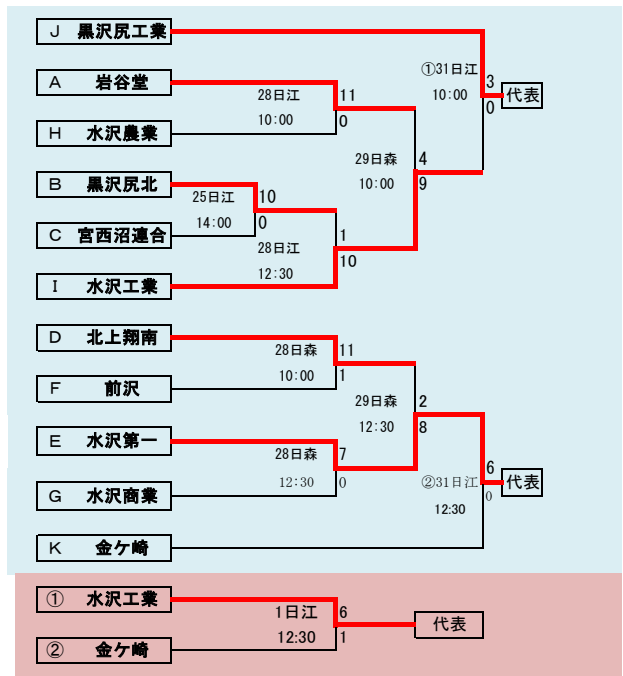 J 黒沢尻工業
①31日江 3
10:00 0 代表
A 岩谷堂
28日江 11
10:00 0
H 水沢農業
29日森 4
10:00 9
B 黒沢尻北
25日江 10
14:00 0
C 宮西沼連合
28日江 1
12:30 10
I 水沢工業
D 北上翔南
28日森 11
10:00 1
F 前沢
29日森 2
12:30 8
E 水沢第一
28日森 7
12:30 0
G 水沢商業
②31日江 6
12:30 0 代表
K 金ケ崎
① 水沢工業
1日江 6
12:30 1 代表
② 金ケ崎